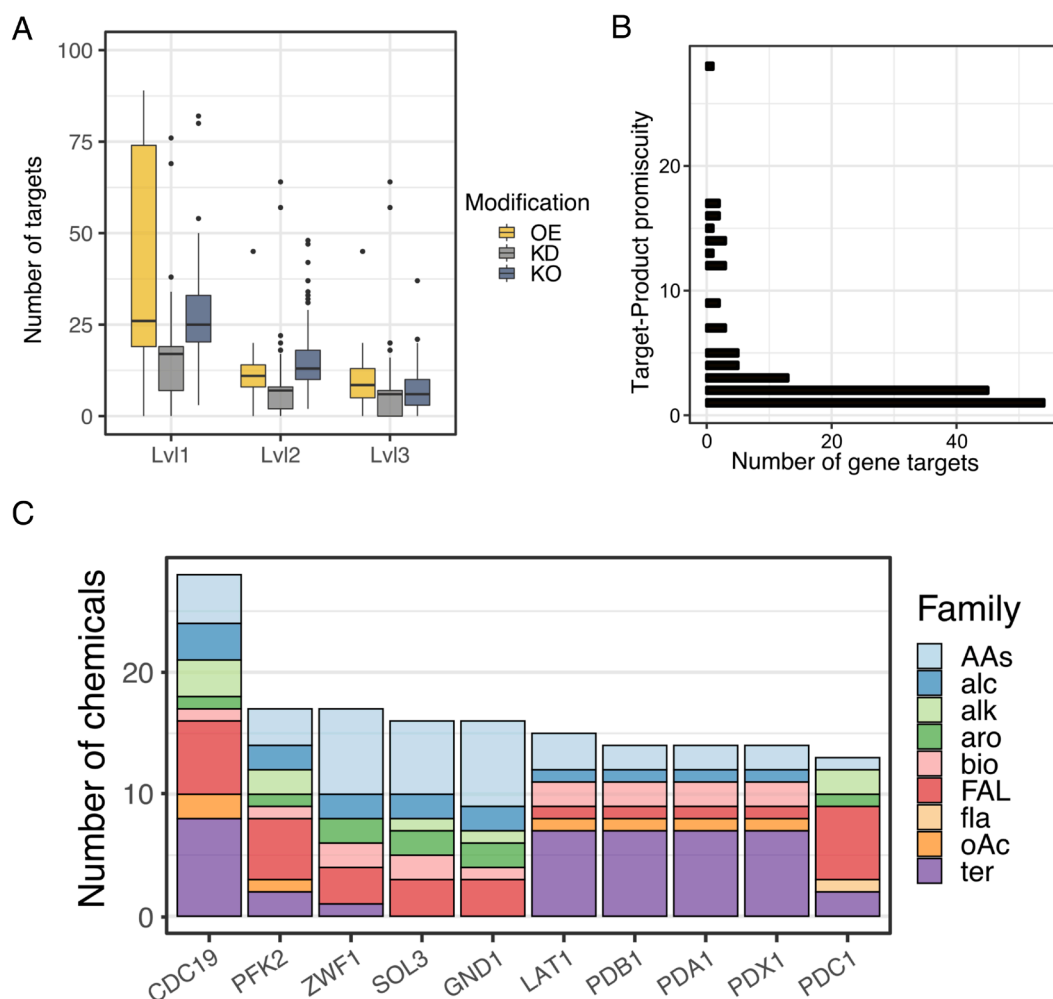 A
Number of targets
100
75
50
25
0
Lvl1 Lvl2 Lvl3
Modification
OE
KD
KO
B
Target-Product promiscuity
20
10
0
0 20 40
Number of gene targets
C
Number of chemicals
20
10
0
CDC19 PFK2 ZWF1 SOL3 GND1 LAT1 PDB1 PDA1 PDX1 PDC1
Family
AAs
alc
alk
aro
bio
FAL
fla
oAc
ter